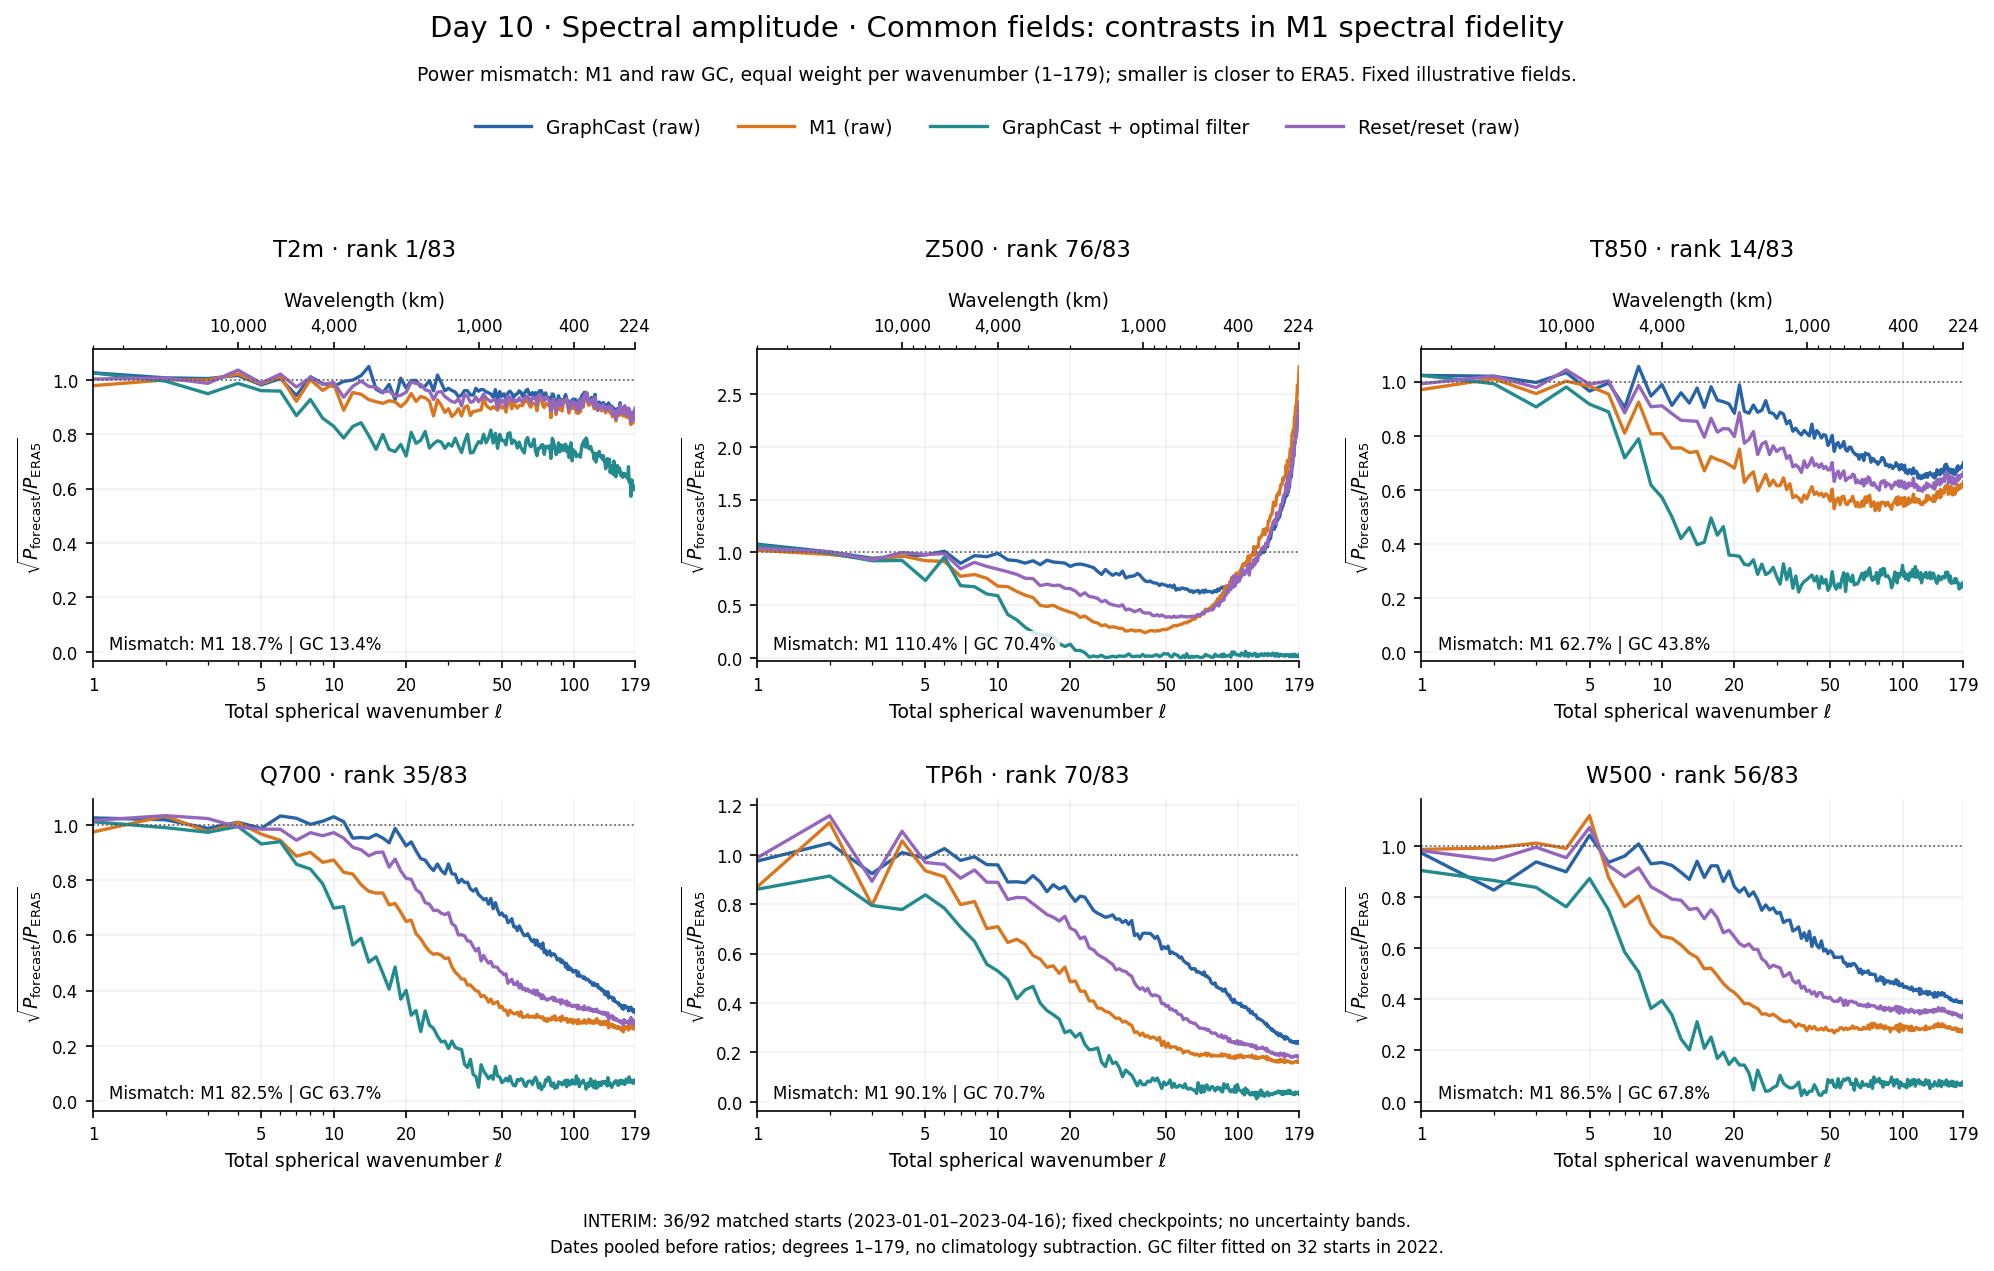 Day 10 · Spectral amplitude · Common fields: contrasts in M1 spectral fidelity
Power mismatch: M1 and raw GC, equal weight per wavenumber (1–179); smaller is closer to ERA5. Fixed illustrative fields.
GraphCast (raw) M1 (raw) GraphCast + optimal filter Reset/reset (raw)
T2m · rank 1/83
Wavelength (km)
10,000 4,000 1,000 400 224
1.0
0.8
0.6
0.4
0.2
0.0
√P_forecast/P_ERA5
Mismatch: M1 18.7% | GC 13.4%
1 5 10 20 50 100 179
Total spherical wavenumber ℓ
Z500 · rank 76/83
Wavelength (km)
10,000 4,000 1,000 400 224
2.5
2.0
1.5
1.0
0.5
0.0
√P_forecast/P_ERA5
Mismatch: M1 110.4% | GC 70.4%
1 5 10 20 50 100 179
Total spherical wavenumber ℓ
T850 · rank 14/83
Wavelength (km)
10,000 4,000 1,000 400 224
1.0
0.8
0.6
0.4
0.2
0.0
√P_forecast/P_ERA5
Mismatch: M1 62.7% | GC 43.8%
1 5 10 20 50 100 179
Total spherical wavenumber ℓ
Q700 · rank 35/83
1.0
0.8
0.6
0.4
0.2
0.0
√P_forecast/P_ERA5
Mismatch: M1 82.5% | GC 63.7%
1 5 10 20 50 100 179
Total spherical wavenumber ℓ
TP6h · rank 70/83
1.2
1.0
0.8
0.6
0.4
0.2
0.0
√P_forecast/P_ERA5
Mismatch: M1 90.1% | GC 70.7%
1 5 10 20 50 100 179
Total spherical wavenumber ℓ
W500 · rank 56/83
1.0
0.8
0.6
0.4
0.2
0.0
√P_forecast/P_ERA5
Mismatch: M1 86.5% | GC 67.8%
1 5 10 20 50 100 179
Total spherical wavenumber ℓ
INTERIM: 36/92 matched starts (2023-01-01–2023-04-16); fixed checkpoints; no uncertainty bands.
Dates pooled before ratios; degrees 1–179, no climatology subtraction. GC filter fitted on 32 starts in 2022.